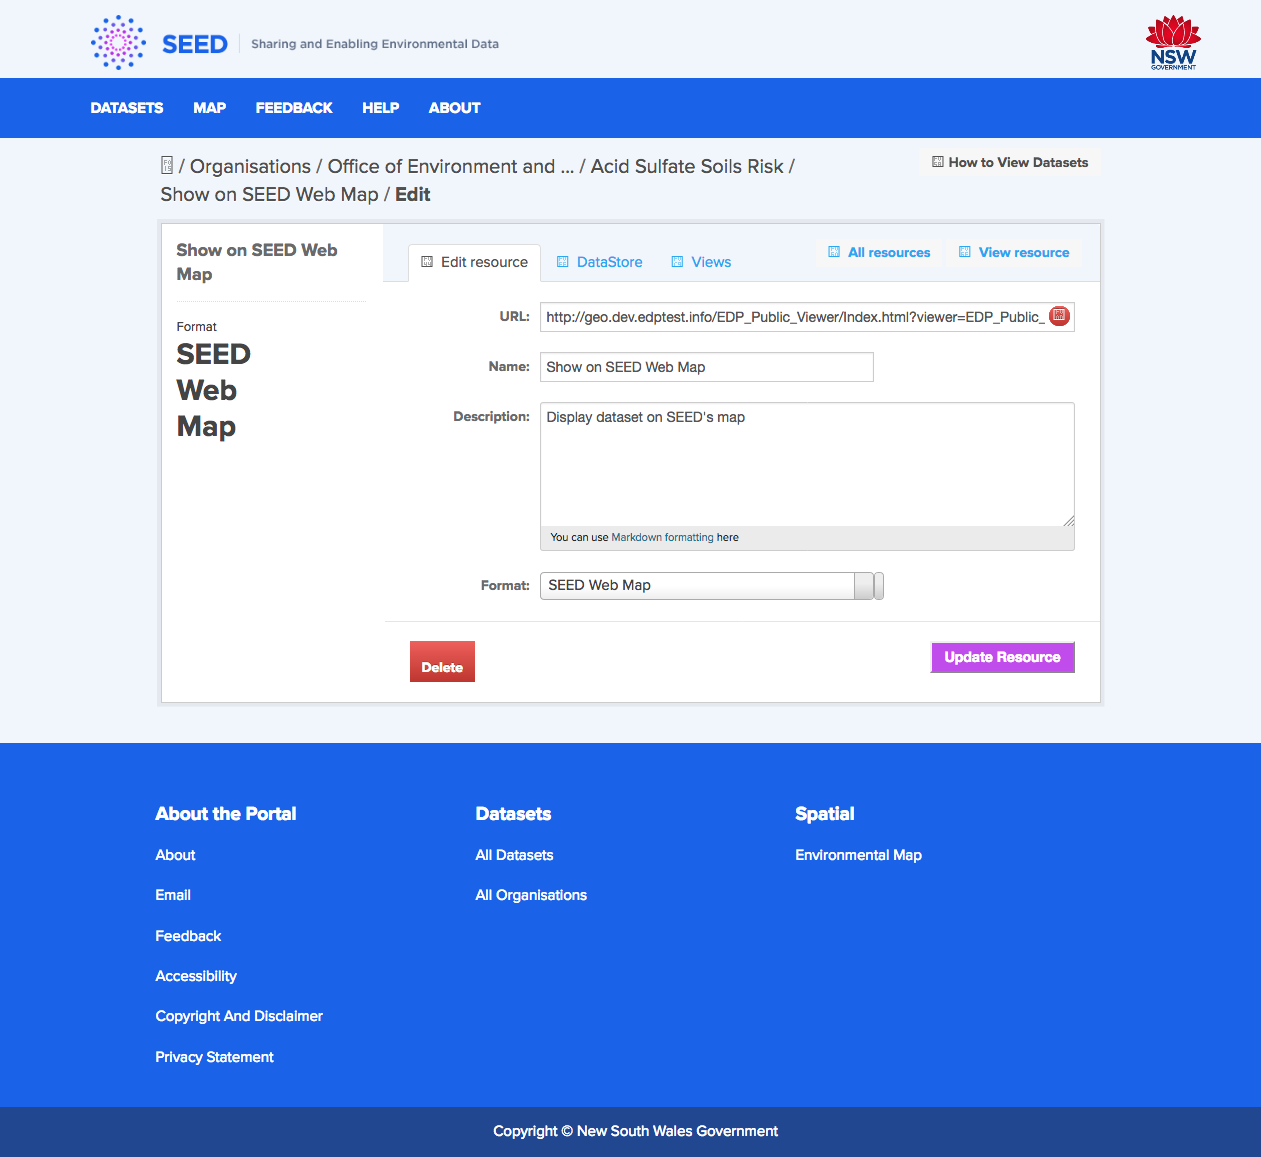 SEED
Sharing and Enabling Environmental Data
NSW
GOVERNMENT
DATASETS MAP FEEDBACK HELP ABOUT
/ Organisations / Office of Environment and ... / Acid Sulfate Soils Risk /
Show on SEED Web Map / Edit
How to View Datasets
Show on SEED Web
Map
Format
SEED
Web
Map
Edit resource DataStore Views
All resources View resource
URL: http://geo.dev.edptest.info/EDP_Public_Viewer/Index.html?viewer=EDP_Public_
Name: Show on SEED Web Map
Description: Display dataset on SEED's map
You can use Markdown formatting here
Format: SEED Web Map
Delete
Update Resource
About the Portal
About
Email
Feedback
Accessibility
Copyright And Disclaimer
Privacy Statement
Datasets
All Datasets
All Organisations
Spatial
Environmental Map
Copyright © New South Wales Government